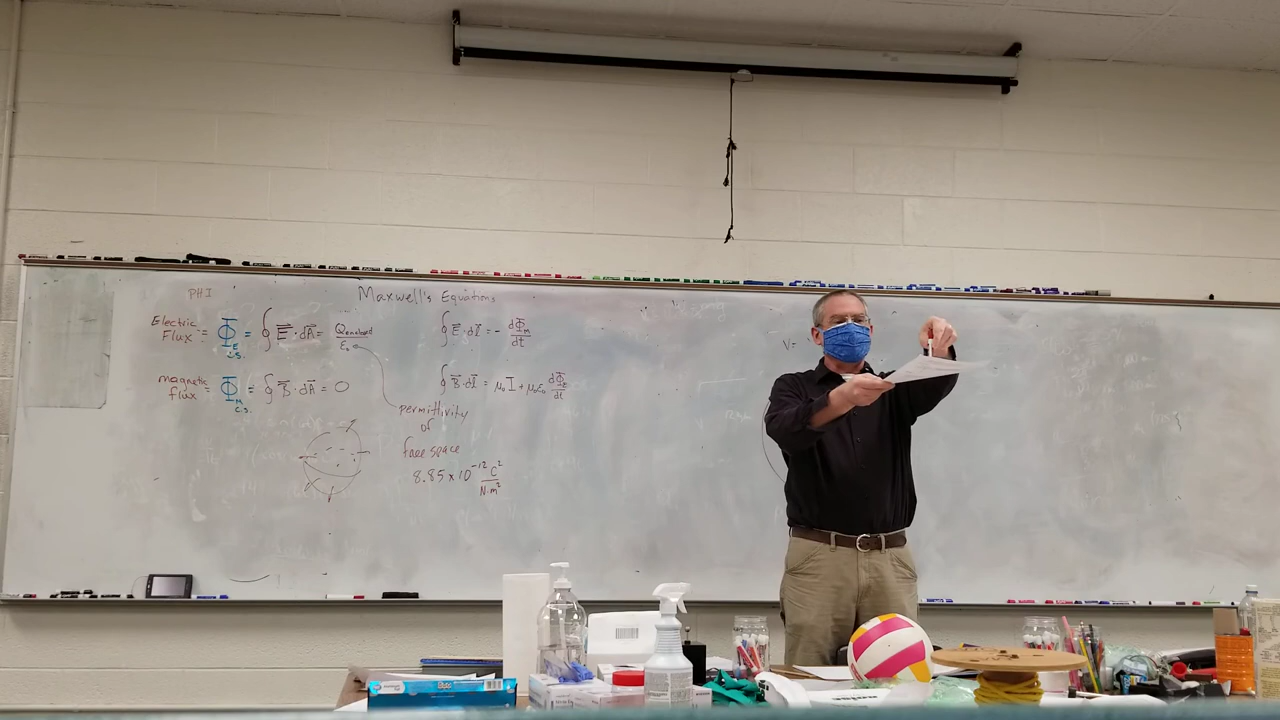 PHI
Maxwell's Equations
Electric Flux = Φ_E = ∮ E⃗ · dA⃗ = Q_enclosed / ε₀
c.s.
∮ E⃗ · dl⃗ = - dΦ_m / dt
magnetic flux = Φ_M = ∮ B⃗ · dA⃗ = 0
c.s.
∮ B⃗ · dl⃗ = μ₀ I + μ₀ε₀ dΦ_E / dt
permittivity
of
free space
8.85 x 10⁻¹² C² / N·m²
V=